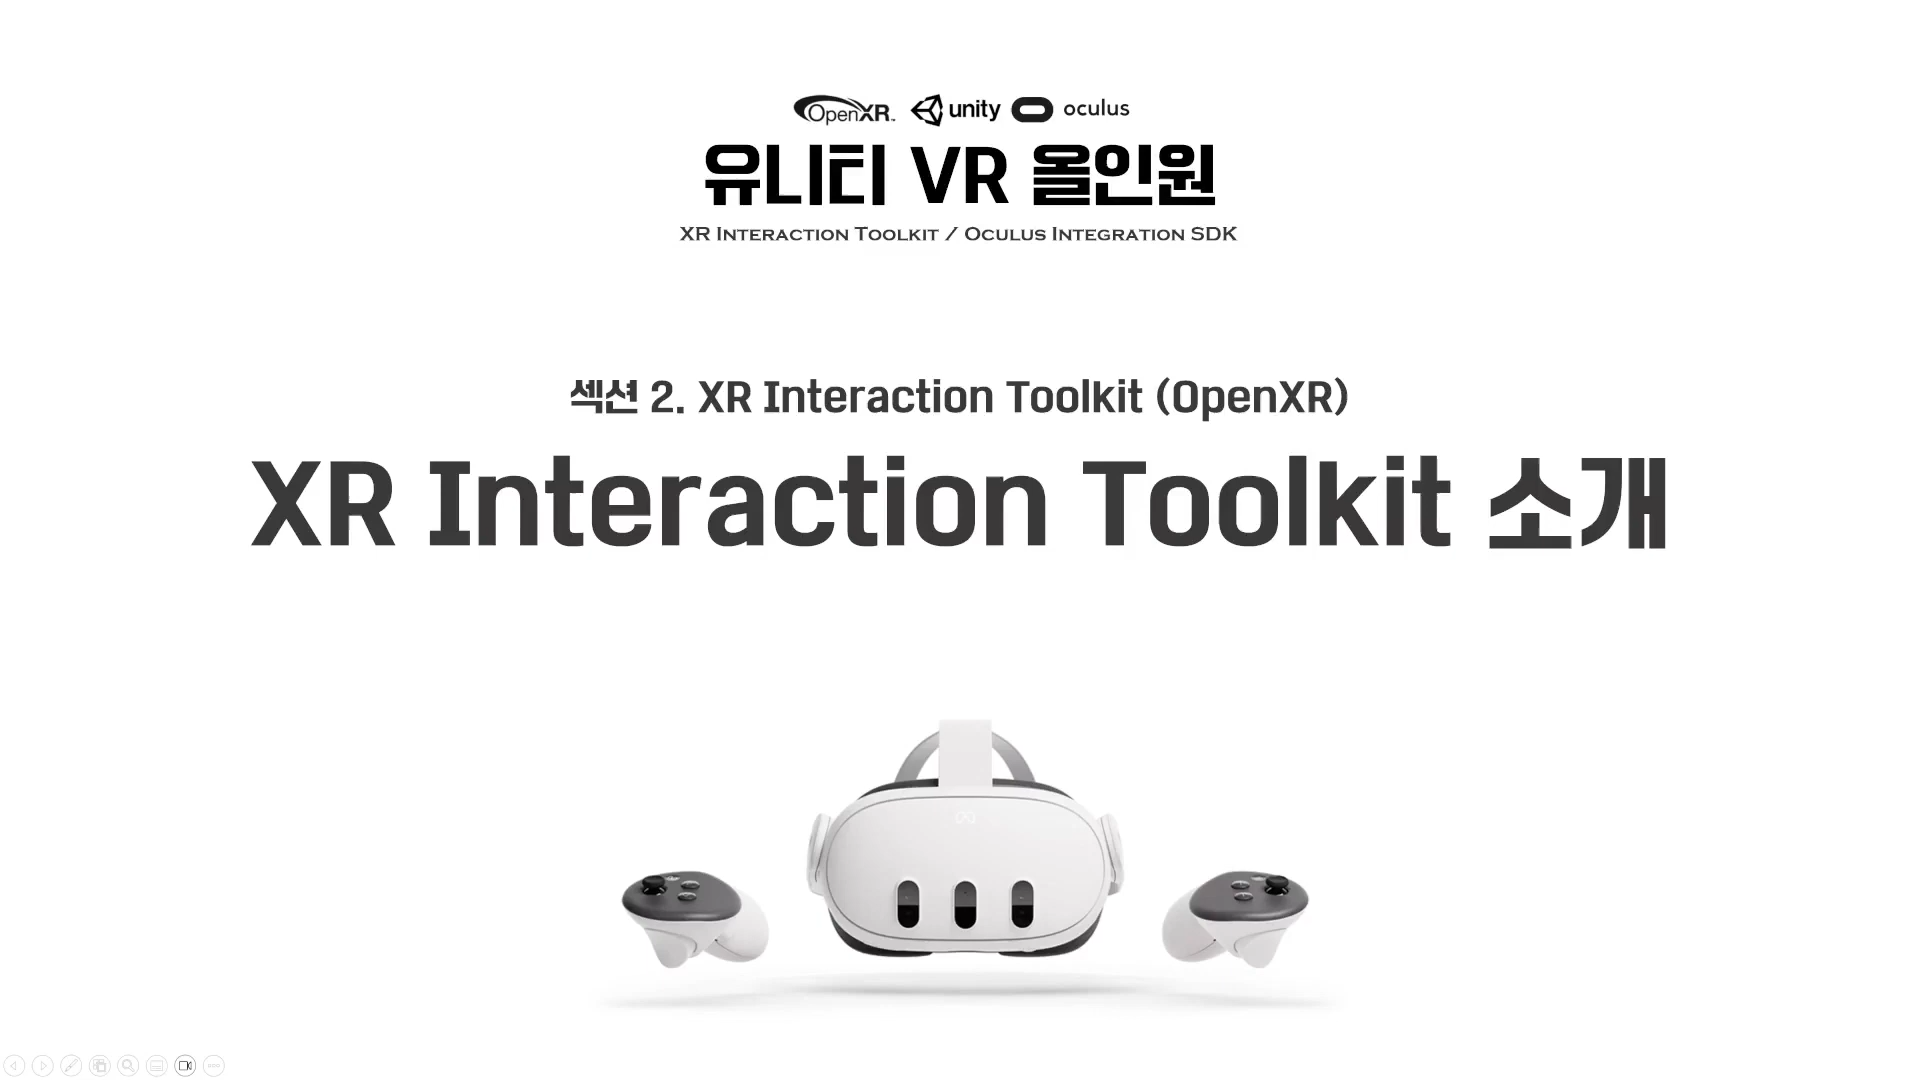 OpenXR™ unity oculus
유니티 VR 올인원
XR Interaction Toolkit / Oculus Integration SDK
섹션 2. XR Interaction Toolkit (OpenXR)
XR Interaction Toolkit 소개